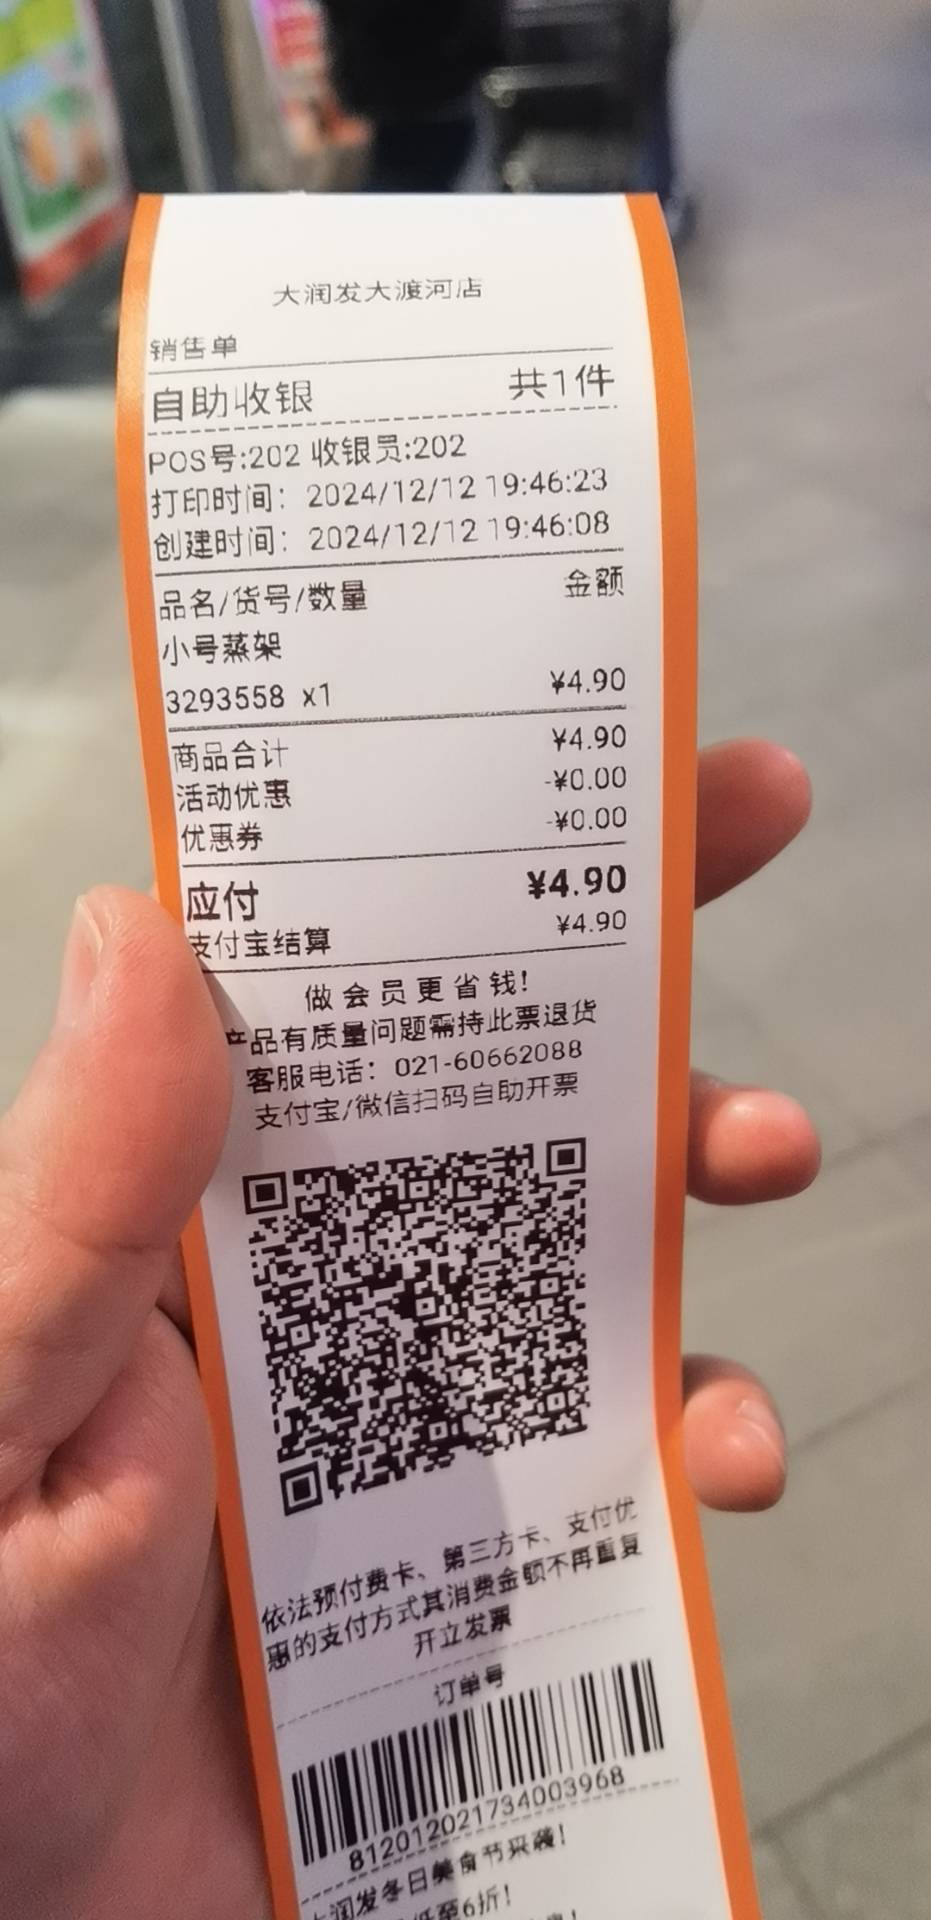 大润发大渡河店
销售单
自助收银 共1件
POS号:202 收银员:202
打印时间：2024/12/12 19:46:23
创建时间：2024/12/12 19:46:08
品名/货号/数量 金额
小号蒸架
3293558 x1 ¥4.90
商品合计 ¥4.90
活动优惠 -¥0.00
优惠券 -¥0.00
应付 ¥4.90
支付宝结算 ¥4.90
做会员更省钱!
产品有质量问题需持此票退货
客服电话：021-60662088
支付宝/微信扫码自助开票
依法预付费卡、第三方卡、支付优
惠的支付方式其消费金额不再重复
开立发票
订单号
812012021734003968
大润发冬日美食节来袭!
低至6折!